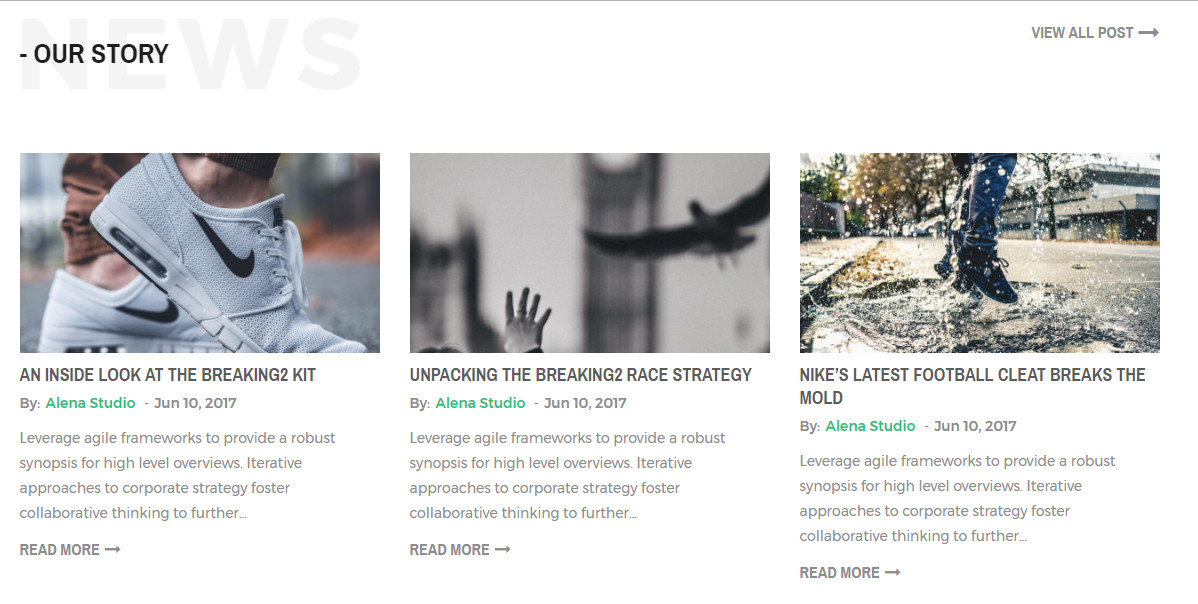 NEWS
- OUR STORY
VIEW ALL POST
AN INSIDE LOOK AT THE BREAKING2 KIT
By: Alena Studio - Jun 10, 2017
Leverage agile frameworks to provide a robust
synopsis for high level overviews. Iterative
approaches to corporate strategy foster
collaborative thinking to further...
READ MORE
UNPACKING THE BREAKING2 RACE STRATEGY
By: Alena Studio - Jun 10, 2017
Leverage agile frameworks to provide a robust
synopsis for high level overviews. Iterative
approaches to corporate strategy foster
collaborative thinking to further...
READ MORE
NIKE’S LATEST FOOTBALL CLEAT BREAKS THE
MOLD
By: Alena Studio - Jun 10, 2017
Leverage agile frameworks to provide a robust
synopsis for high level overviews. Iterative
approaches to corporate strategy foster
collaborative thinking to further...
READ MORE